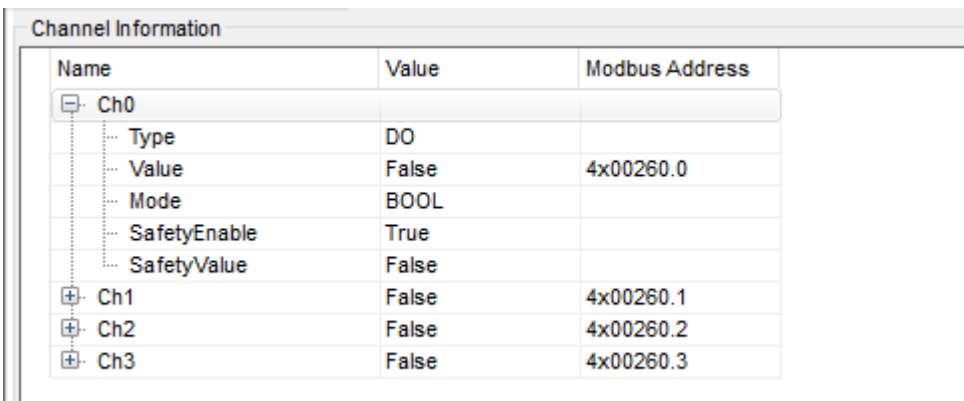 Channel Information
Name Value Modbus Address
Ch0
Type DO
Value False 4x00260.0
Mode BOOL
SafetyEnable True
SafetyValue False
Ch1 False 4x00260.1
Ch2 False 4x00260.2
Ch3 False 4x00260.3